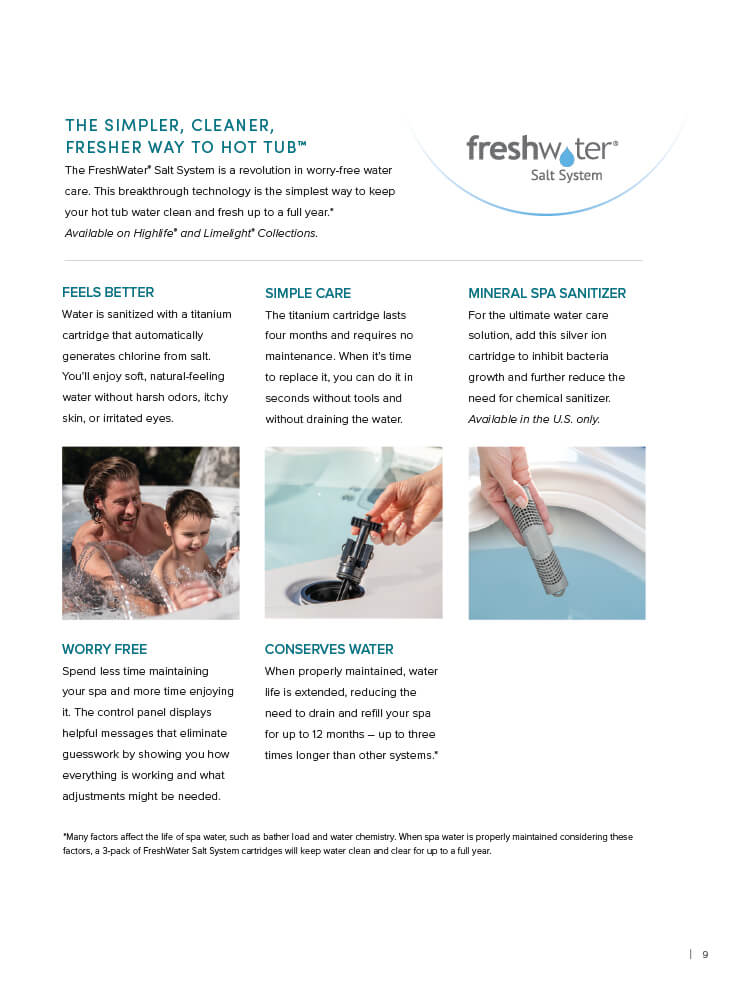 THE SIMPLER, CLEANER,
FRESHER WAY TO HOT TUB™
The FreshWater® Salt System is a revolution in worry-free water
care. This breakthrough technology is the simplest way to keep
your hot tub water clean and fresh up to a full year.*
Available on Highlife® and Limelight® Collections.
freshwater®
Salt System
FEELS BETTER
Water is sanitized with a titanium
cartridge that automatically
generates chlorine from salt.
You’ll enjoy soft, natural-feeling
water without harsh odors, itchy
skin, or irritated eyes.
SIMPLE CARE
The titanium cartridge lasts
four months and requires no
maintenance. When it’s time
to replace it, you can do it in
seconds without tools and
without draining the water.
MINERAL SPA SANITIZER
For the ultimate water care
solution, add this silver ion
cartridge to inhibit bacteria
growth and further reduce the
need for chemical sanitizer.
Available in the U.S. only.
WORRY FREE
Spend less time maintaining
your spa and more time enjoying
it. The control panel displays
helpful messages that eliminate
guesswork by showing you how
everything is working and what
adjustments might be needed.
CONSERVES WATER
When properly maintained, water
life is extended, reducing the
need to drain and refill your spa
for up to 12 months – up to three
times longer than other systems.*
*Many factors affect the life of spa water, such as bather load and water chemistry. When spa water is properly maintained considering these
factors, a 3-pack of FreshWater Salt System cartridges will keep water clean and clear for up to a full year.
| 9